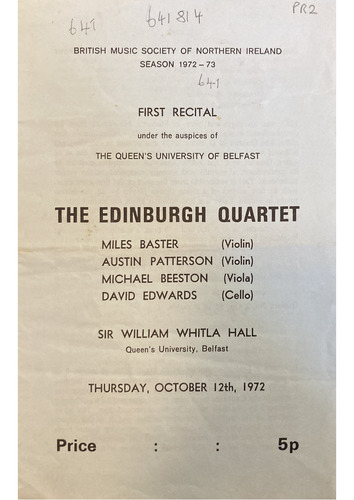 641
641814
PR2
BRITISH MUSIC SOCIETY OF NORTHERN IRELAND
SEASON 1972 – 73
641
FIRST RECITAL
under the auspices of
THE QUEEN'S UNIVERSITY OF BELFAST
THE EDINBURGH QUARTET
MILES BASTER (Violin)
AUSTIN PATTERSON (Violin)
MICHAEL BEESTON (Viola)
DAVID EDWARDS (Cello)
SIR WILLIAM WHITLA HALL
Queen's University, Belfast
THURSDAY, OCTOBER 12th, 1972
Price : : 5p